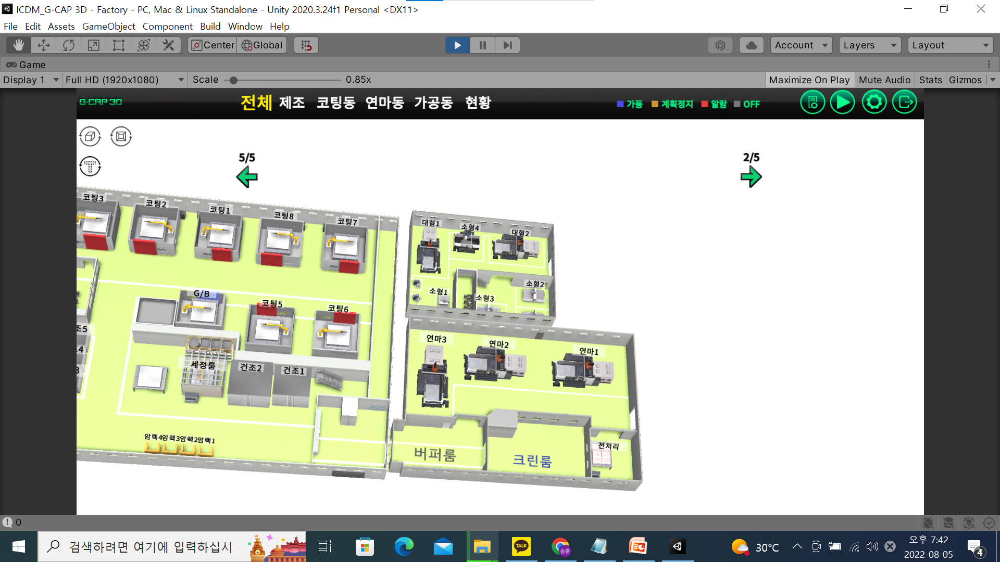 ICDM_G-CAP 3D - Factory - PC, Mac & Linux Standalone - Unity 2020.3.24f1 Personal <DX11>
File Edit Assets GameObject Component Build Window Help
Center Global Account Layers Layout
Game
Display 1 Full HD (1920x1080) Scale 0.85x Maximize On Play Mute Audio Stats Gizmos
G-CAP 3D 전체 제조 코팅동 연마동 가공동 현황 가동 계획정지 알람 OFF
5/5 2/5
코팅3 코팅2 코팅1 코팅8 코팅7
대형1 소형4 대형2
소형1 소형3 소형2
G/B 코팅5 코팅6
조5
4
3
연마3 연마2 연마1
세정룸 건조2 건조1
암랙4 암랙3 암랙2 암랙1
버퍼룸 크린룸 전처리
0
검색하려면 여기에 입력하십시
TALK
승훈
30°C
오후 7:42
2022-08-05
4